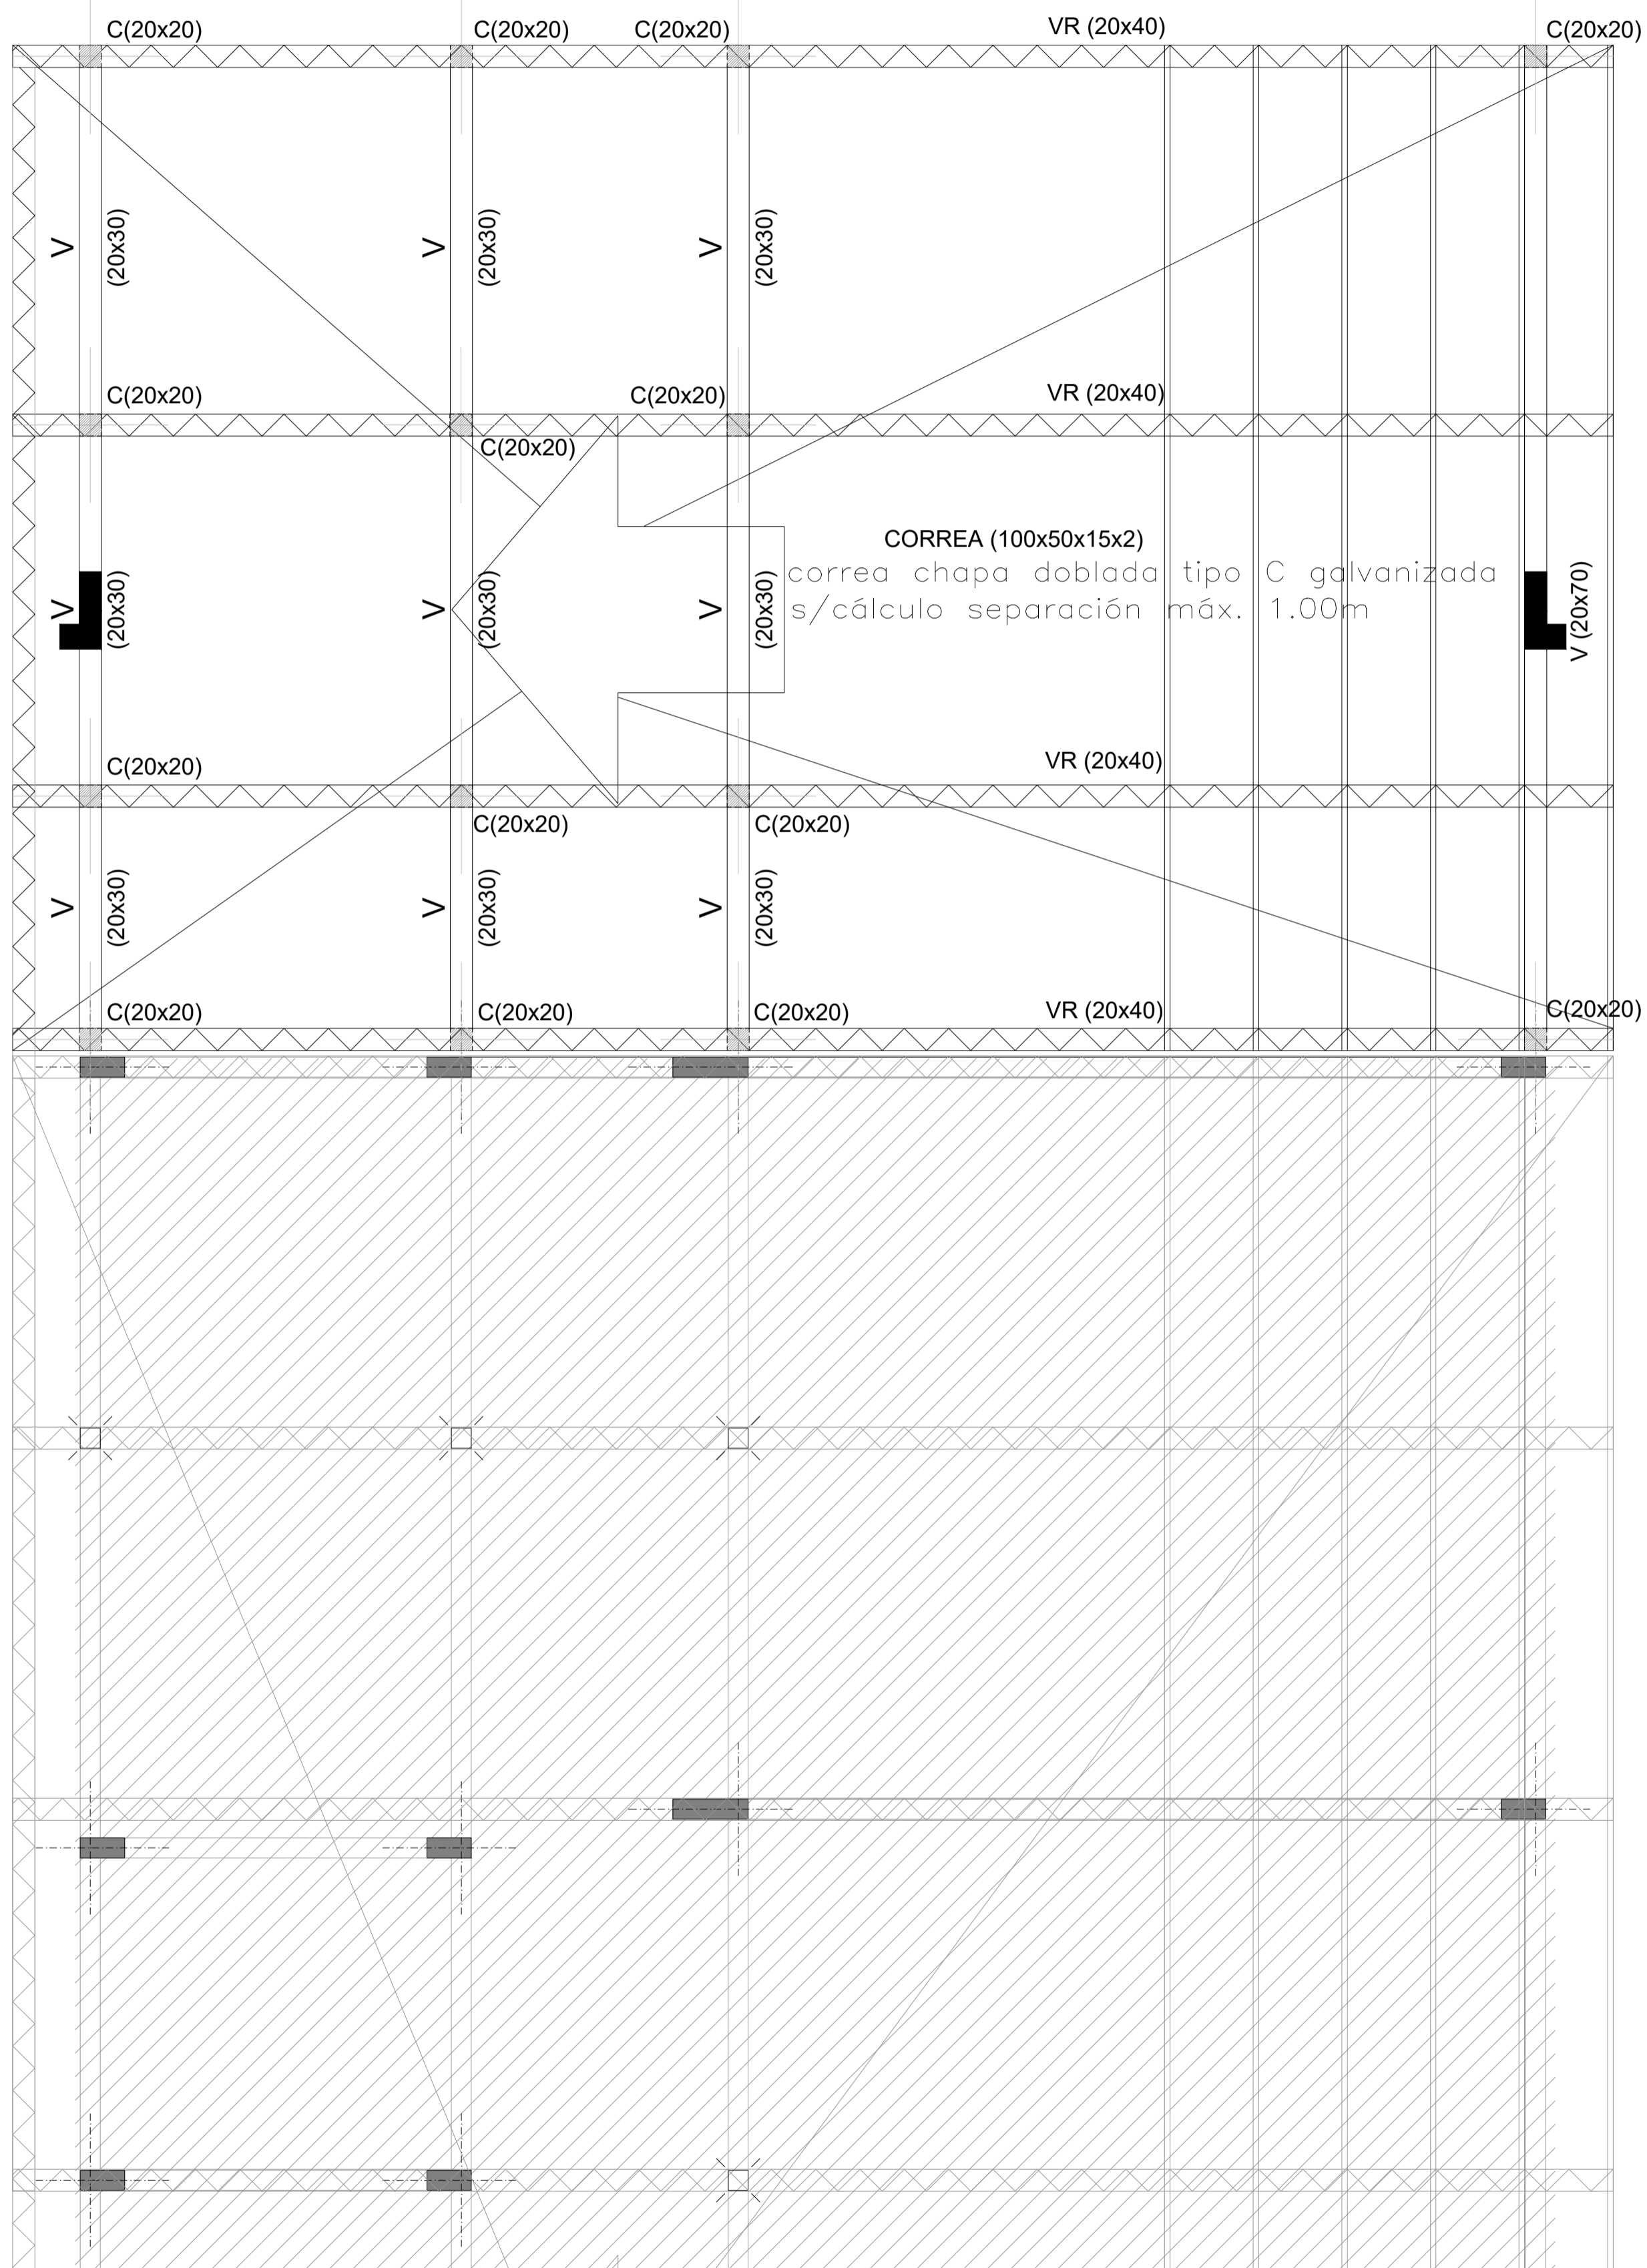 C(20x20)
C(20x20)
C(20x20)
VR (20x40)
C(20x20)
V
(20x30)
V
(20x30)
V
(20x30)
C(20x20)
C(20x20)
VR (20x40)
C(20x20)
CORREA (100x50x15x2)
correa chapa doblada tipo C galvanizada
s/cálculo separación máx. 1.00m
V
(20x30)
V
(20x30)
V
(20x30)
V (20x70)
C(20x20)
VR (20x40)
C(20x20)
C(20x20)
V
(20x30)
V
(20x30)
V
(20x30)
C(20x20)
C(20x20)
C(20x20)
VR (20x40)
C(20x20)